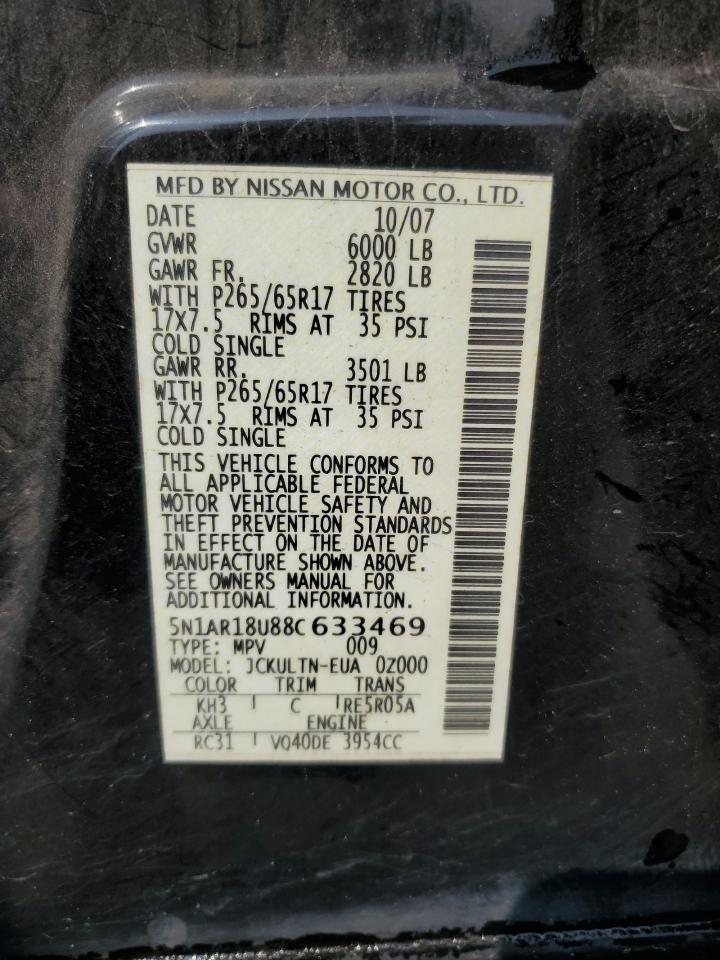 MFD BY NISSAN MOTOR CO., LTD.
DATE 10/07
GVWR 6000 LB
GAWR FR. 2820 LB
WITH P265/65R17 TIRES
17X7.5 RIMS AT 35 PSI
COLD SINGLE
GAWR RR. 3501 LB
WITH P265/65R17 TIRES
17X7.5 RIMS AT 35 PSI
COLD SINGLE
THIS VEHICLE CONFORMS TO
ALL APPLICABLE FEDERAL
MOTOR VEHICLE SAFETY AND
THEFT PREVENTION STANDARDS
IN EFFECT ON THE DATE OF
MANUFACTURE SHOWN ABOVE.
SEE OWNERS MANUAL FOR
ADDITIONAL INFORMATION.
5N1AR18U88C633469
TYPE: MPV 009
MODEL: JCKULTN-EUA 0Z000
COLOR TRIM TRANS
KH3 C RE5R05A
AXLE ENGINE
RC31 VQ40DE 3954CC